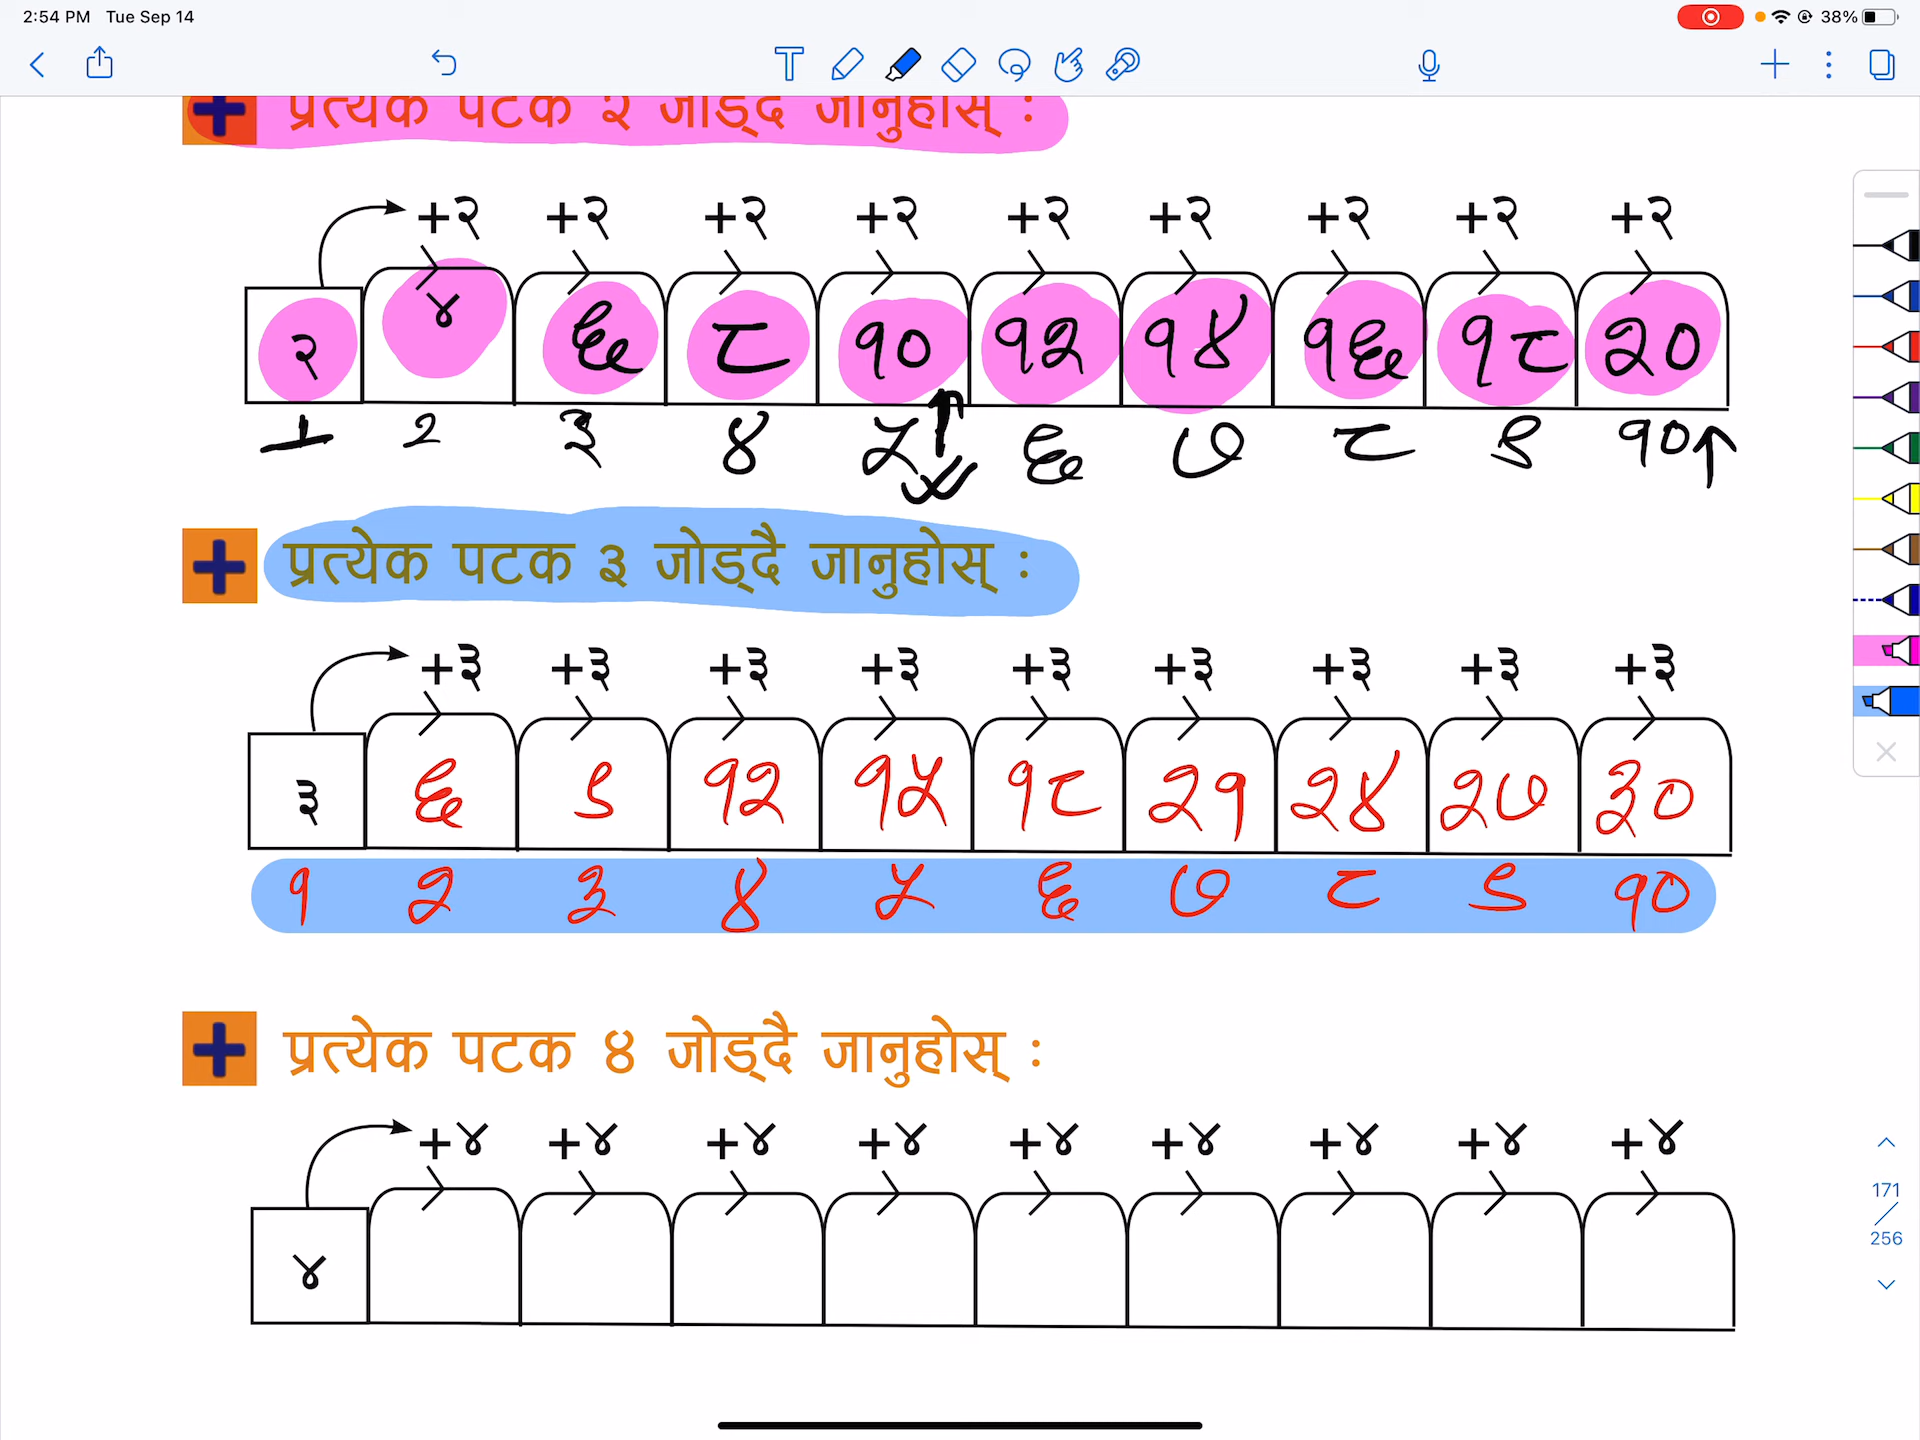 2:54 PM Tue Sep 14
38%
प्रत्येक पटक २ जोड्दै जानुहोस् :
+२ +२ +२ +२ +२ +२ +२ +२ +२
२ ४ ६ ८ १० १२ १४ १६ १८ २०
१ २ ३ ४ ५ ६ ७ ८ ९ १०
प्रत्येक पटक ३ जोड्दै जानुहोस् :
+३ +३ +३ +३ +३ +३ +३ +३ +३
३ ६ ९ १२ १५ १८ २१ २४ २७ ३०
१ २ ३ ४ ५ ६ ७ ८ ९ १०
प्रत्येक पटक ४ जोड्दै जानुहोस् :
+४ +४ +४ +४ +४ +४ +४ +४ +४
४
171
256